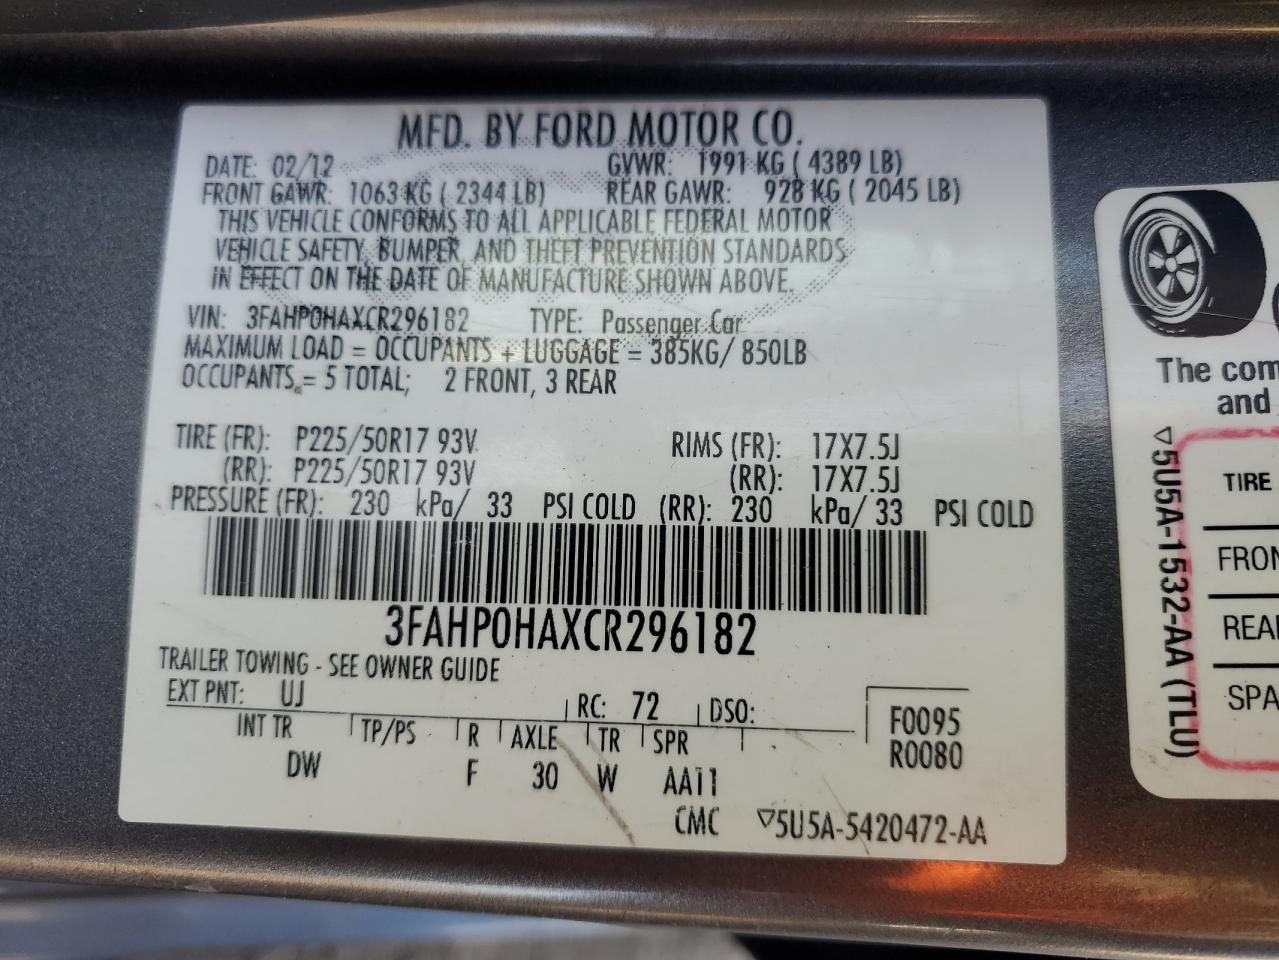 MFD. BY FORD MOTOR CO.
DATE: 02/12 GVWR: 1991 KG ( 4389 LB)
FRONT GAWR: 1063 KG ( 2344 LB) REAR GAWR: 928 KG ( 2045 LB)
THIS VEHICLE CONFORMS TO ALL APPLICABLE FEDERAL MOTOR
VEHICLE SAFETY, BUMPER, AND THEFT PREVENTION STANDARDS
IN EFFECT ON THE DATE OF MANUFACTURE SHOWN ABOVE.
VIN: 3FAHP0HAXCR296182 TYPE: Passenger Car
MAXIMUM LOAD = OCCUPANTS + LUGGAGE = 385KG/ 850LB
OCCUPANTS = 5 TOTAL; 2 FRONT, 3 REAR
TIRE (FR): P225/50R17 93V RIMS (FR): 17X7.5J
(RR): P225/50R17 93V (RR): 17X7.5J
PRESSURE (FR): 230 kPa/ 33 PSI COLD (RR): 230 kPa/ 33 PSI COLD
3FAHP0HAXCR296182
TRAILER TOWING - SEE OWNER GUIDE
EXT PNT: UJ RC: 72 DSO:
INT TR TP/PS R AXLE TR SPR
DW F 30 W AA11
F0095
R0080
CMC ▽5U5A-5420472-AA
The com
and
▽5U5A-1532-AA (TLU)
TIRE
FRON
REAR
SPA